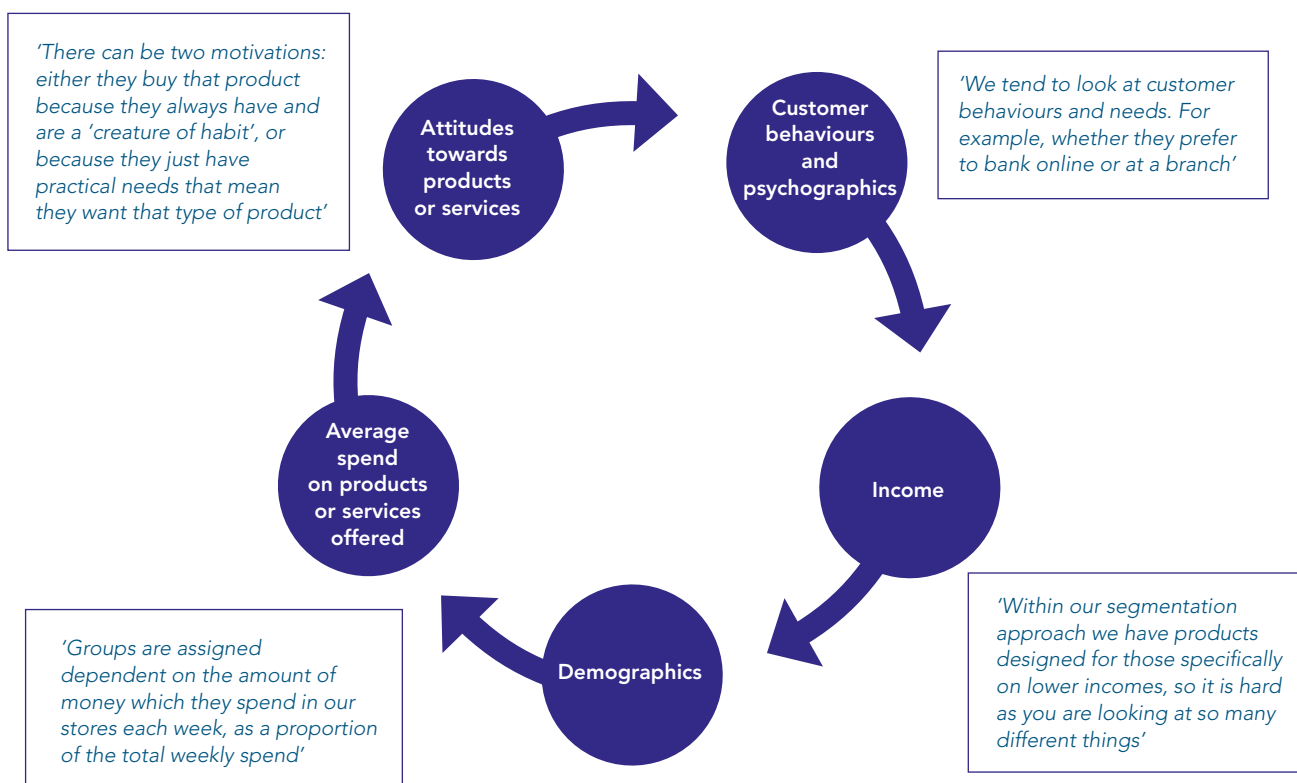 ‘There can be two motivations:
either they buy that product
because they always have and
are a ‘creature of habit’, or
because they just have
practical needs that mean
they want that type of product’
Attitudes
towards
products
or services
Customer
behaviours
and
psychographics
‘We tend to look at customer
behaviours and needs. For
example, whether they prefer
to bank online or at a branch’
Income
‘Within our segmentation
approach we have products
designed for those specifically
on lower incomes, so it is hard
as you are looking at so many
different things’
Demographics
Average
spend
on products
or services
offered
‘Groups are assigned
dependent on the amount of
money which they spend in our
stores each week, as a proportion
of the total weekly spend’